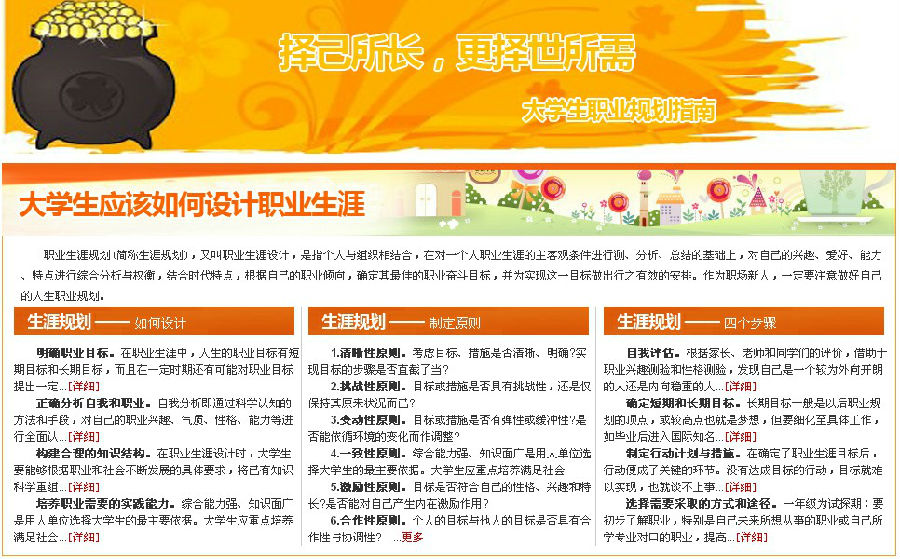 择己所长，更择世所需
大学生职业规划指南
大学生应该如何设计职业生涯
职业生涯规划(简称生涯规划)，又叫职业生涯设计，是指个人与组织相结合，在对一个人职业生涯的主客观条件进行测、分析、总结的基础上，对自己的兴趣、爱好、能力
、特点进行综合分析与权衡，结合时代特点，根据自己的职业倾向，确定其最佳的职业奋斗目标，并为实现这一目标做出行之有效的安排。作为职场新人，一定要注意做好自己
的人生职业规划。
生涯规划 —— 如何设计
明确职业目标。在职业生涯中，人生的职业目标有短
期目标和长期目标，而且在一定时期还有可能对职业目标
提出一定...[详细]
正确分析自我和职业。自我分析即通过科学认知的
方法和手段，对自己的职业兴趣、气质、性格、能力等进
行全面认...[详细]
构建合理的知识结构。在职业生涯设计时，大学生
要能够根据职业和社会不断发展的具体要求，将已有知识
科学重组...[详细]
培养职业需要的实践能力。综合能力强、知识面广
是用人单位选择大学生的最主要依据。大学生应重点培养
满足社会...[详细]
生涯规划 —— 制定原则
1.清晰性原则。考虑目标、措施是否清晰、明确?实
现目标的步骤是否直截了当?
2.挑战性原则。目标或措施是否具有挑战性，还是仅
保持其原来状况而已?
3.变动性原则。目标或措施是否有弹性或缓冲性?是
否能依循环境的变化而作调整?
4.一致性原则。综合能力强、知识面广是用人单位选
择大学生的最主要依据。大学生应重点培养满足社会
5.激励性原则。目标是否符合自己的性格、兴趣和特
长?是否能对自己产生内在激励作用?
6.合作性原则。个人的目标与他人的目标是否具有合
作性与协调性? ...更多
生涯规划 —— 四个步骤
自我评估。根据家长、老师和同学们的评价，借助于
职业兴趣测验和性格测验，发现自己是一个较为外向开朗
的人还是内向稳重的人...[详细]
确定短期和长期目标。长期目标一般是以后职业规
划的顶点，或较高点也就是梦想，但要细化至具体工作，
如毕业后进入国际知名...[详细]
制定行动计划与措施。在确定了职业生涯目标后，
行动便成了关键的环节。没有达成目标的行动，目标就难
以实现，也就谈不上事...[详细]
选择需要采取的方式和途径。一年级为试探期：要
初步了解职业，特别是自己未来所想从事的职业或自己所
学专业对口的职业，提高...[详细]